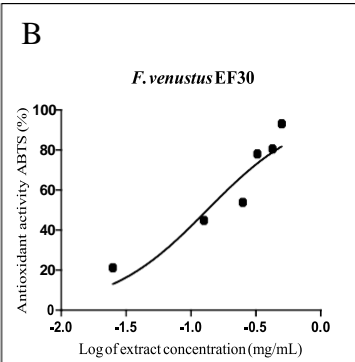 B
F. venustus EF30
Antioxidant activity ABTS (%)
100
80
60
40
20
0
-2.0 -1.5 -1.0 -0.5 0.0
Log of extract concentration (mg/mL)